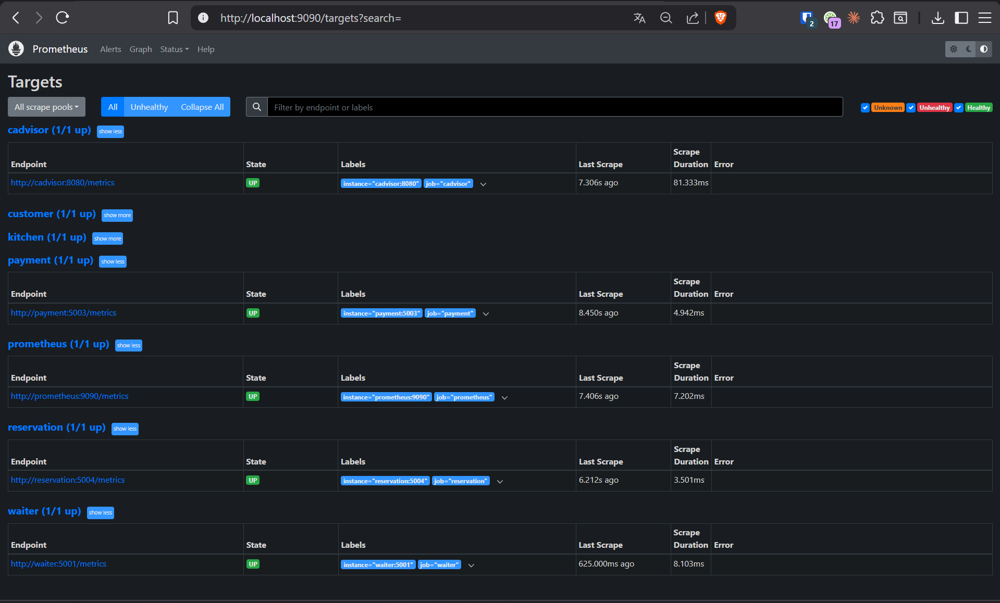 http://localhost:9090/targets?search=
2
17
Prometheus Alerts Graph Status Help
Targets
All scrape pools All Unhealthy Collapse All Filter by endpoint or labels Unknown Unhealthy Healthy
cadvisor (1/1 up) show less
Endpoint State Labels Last Scrape Scrape Duration Error
http://cadvisor:8080/metrics UP instance="cadvisor:8080" job="cadvisor" 7.306s ago 81.333ms
customer (1/1 up) show more
kitchen (1/1 up) show more
payment (1/1 up) show less
Endpoint State Labels Last Scrape Scrape Duration Error
http://payment:5003/metrics UP instance="payment:5003" job="payment" 8.450s ago 4.942ms
prometheus (1/1 up) show less
Endpoint State Labels Last Scrape Scrape Duration Error
http://prometheus:9090/metrics UP instance="prometheus:9090" job="prometheus" 7.406s ago 7.202ms
reservation (1/1 up) show less
Endpoint State Labels Last Scrape Scrape Duration Error
http://reservation:5004/metrics UP instance="reservation:5004" job="reservation" 6.212s ago 3.501ms
waiter (1/1 up) show less
Endpoint State Labels Last Scrape Scrape Duration Error
http://waiter:5001/metrics UP instance="waiter:5001" job="waiter" 625.000ms ago 8.103ms